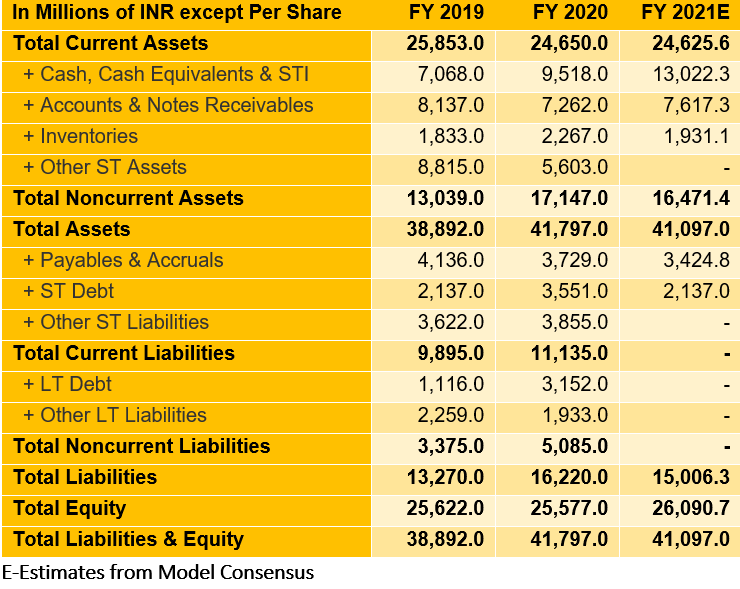 In Millions of INR except Per Share FY 2019 FY 2020 FY 2021E
Total Current Assets 25,853.0 24,650.0 24,625.6
+ Cash, Cash Equivalents & STI 7,068.0 9,518.0 13,022.3
+ Accounts & Notes Receivables 8,137.0 7,262.0 7,617.3
+ Inventories 1,833.0 2,267.0 1,931.1
+ Other ST Assets 8,815.0 5,603.0 -
Total Noncurrent Assets 13,039.0 17,147.0 16,471.4
Total Assets 38,892.0 41,797.0 41,097.0
+ Payables & Accruals 4,136.0 3,729.0 3,424.8
+ ST Debt 2,137.0 3,551.0 2,137.0
+ Other ST Liabilities 3,622.0 3,855.0 -
Total Current Liabilities 9,895.0 11,135.0 -
+ LT Debt 1,116.0 3,152.0 -
+ Other LT Liabilities 2,259.0 1,933.0 -
Total Noncurrent Liabilities 3,375.0 5,085.0 -
Total Liabilities 13,270.0 16,220.0 15,006.3
Total Equity 25,622.0 25,577.0 26,090.7
Total Liabilities & Equity 38,892.0 41,797.0 41,097.0
E-Estimates from Model Consensus